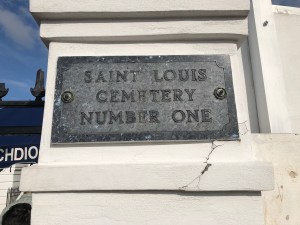 SAINT LOUIS
CEMETERY
NUMBER ONE
CHDIO